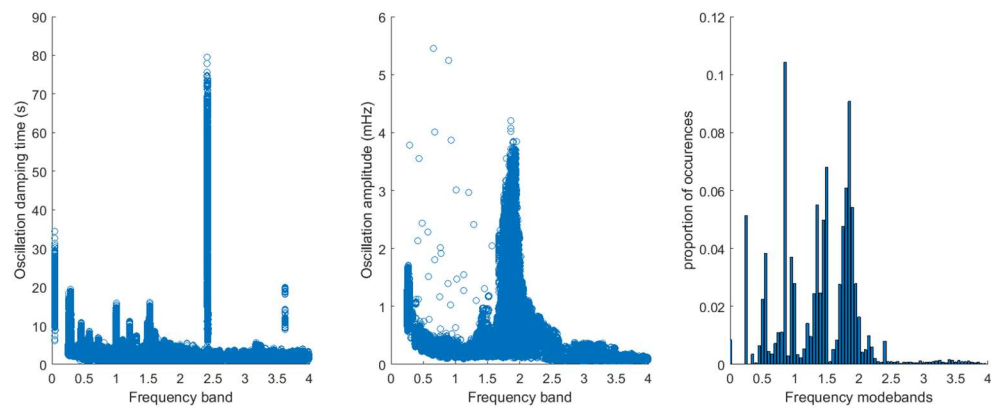 90
80
70
60
50
40
30
20
10
0
Oscillation damping time (s)
0 0.5 1 1.5 2 2.5 3 3.5 4
Frequency band
6
5
4
3
2
1
0
Oscillation amplitude (mHz)
0 0.5 1 1.5 2 2.5 3 3.5 4
Frequency band
0.12
0.1
0.08
0.06
0.04
0.02
0
proportion of occurences
0 0.5 1 1.5 2 2.5 3 3.5 4
Frequency modebands